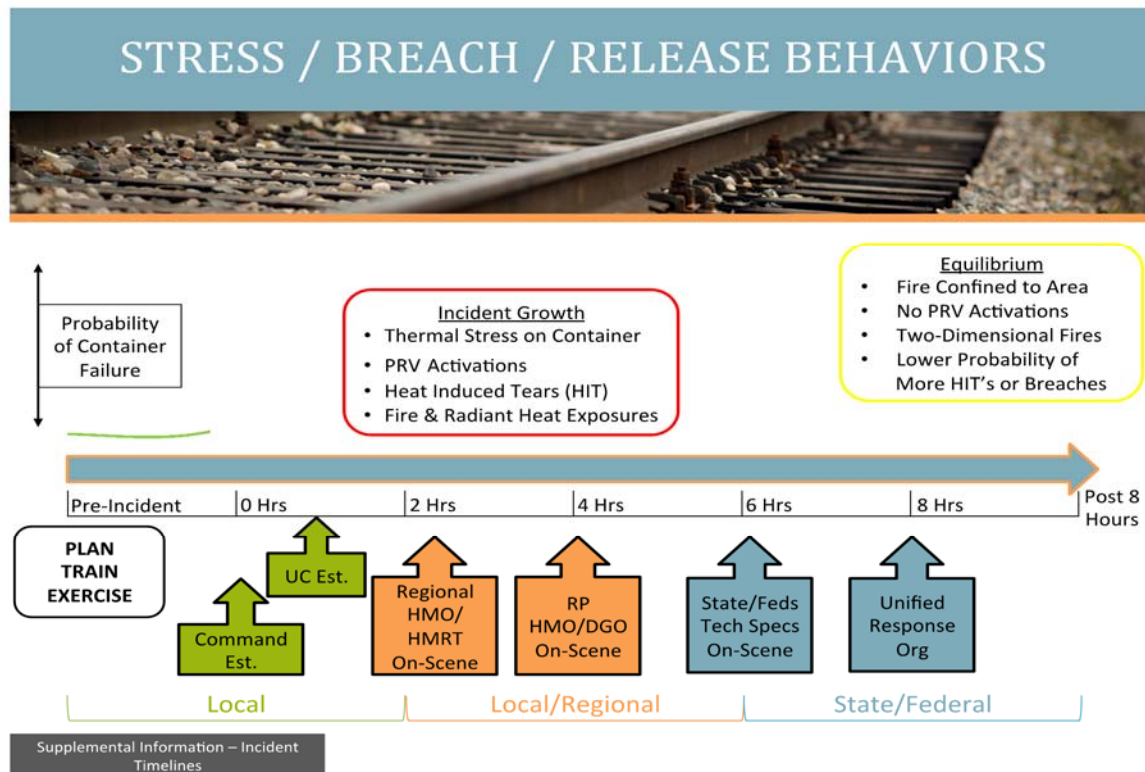 STRESS / BREACH / RELEASE BEHAVIORS
Probability
of Container
Failure
Incident Growth
• Thermal Stress on Container
• PRV Activations
• Heat Induced Tears (HIT)
• Fire & Radiant Heat Exposures
Equilibrium
• Fire Confined to Area
• No PRV Activations
• Two-Dimensional Fires
• Lower Probability of
More HIT's or Breaches
Pre-Incident
0 Hrs
2 Hrs
4 Hrs
6 Hrs
8 Hrs
Post 8
Hours
PLAN
TRAIN
EXERCISE
Command
Est.
UC Est.
Regional
HMO/
HMRT
On-Scene
RP
HMO/DGO
On-Scene
State/Feds
Tech Specs
On-Scene
Unified
Response
Org
Local
Local/Regional
State/Federal
Supplemental Information – Incident
Timelines